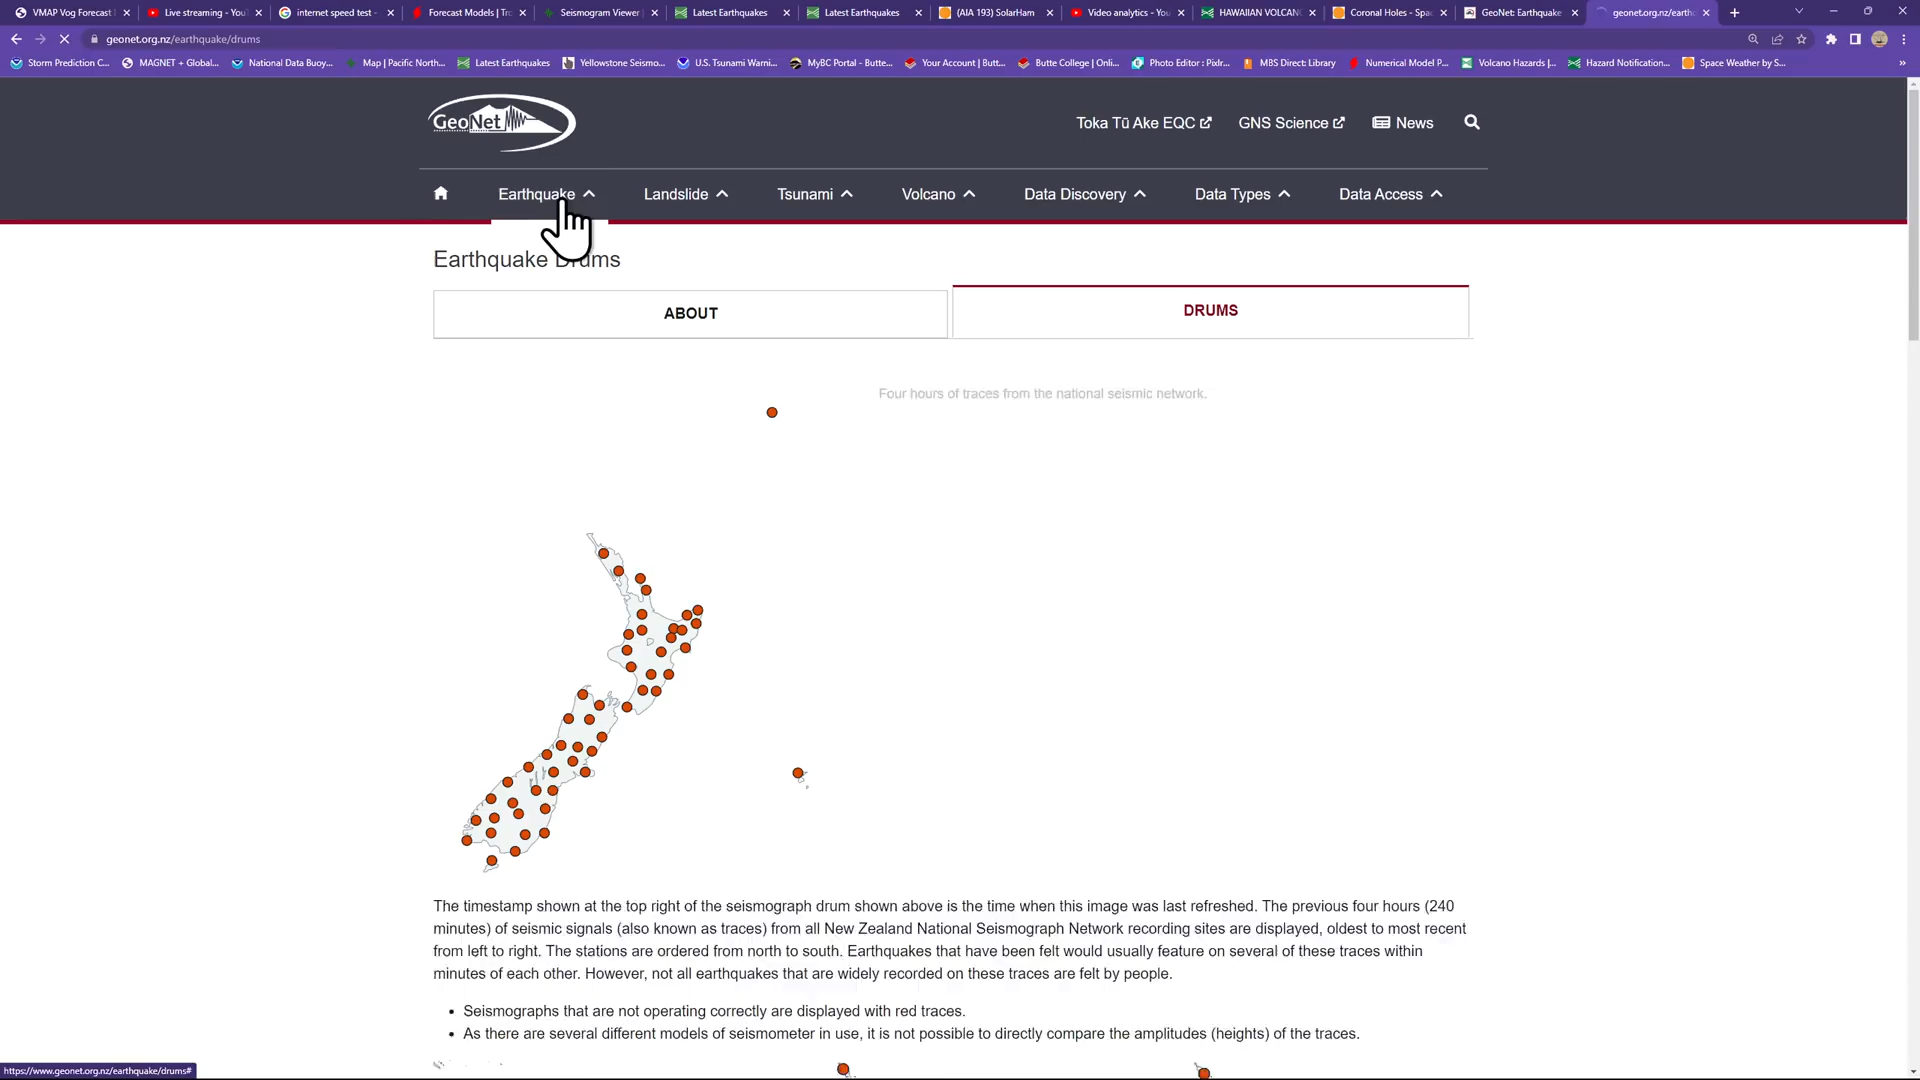 VMAP Vog Forecast
Live streaming - You
internet speed test -
Forecast Models | Tro
Seismogram Viewer |
Latest Earthquakes
Latest Earthquakes
(AIA 193) SolarHam
Video analytics - You
HAWAIIAN VOLCANO
Coronal Holes - Spac
GeoNet: Earthquake
geonet.org.nz/earth
geonet.org.nz/earthquake/drums
Storm Prediction C...
MAGNET + Global...
National Data Buoy...
Map | Pacific North...
Latest Earthquakes
Yellowstone Seismo...
U.S. Tsunami Warni...
MyBC Portal - Butte...
Your Account | Butt...
Butte College | Onli...
Photo Editor : Pixlr...
MBS Direct Library
Numerical Model P...
Volcano Hazards |...
Hazard Notification...
Space Weather by S...
GeoNet
Toka Tū Ake EQC
GNS Science
News
Earthquake
Landslide
Tsunami
Volcano
Data Discovery
Data Types
Data Access
Earthquake Drums
ABOUT
DRUMS
Four hours of traces from the national seismic network.
The timestamp shown at the top right of the seismograph drum shown above is the time when this image was last refreshed. The previous four hours (240
minutes) of seismic signals (also known as traces) from all New Zealand National Seismograph Network recording sites are displayed, oldest to most recent
from left to right. The stations are ordered from north to south. Earthquakes that have been felt would usually feature on several of these traces within
minutes of each other. However, not all earthquakes that are widely recorded on these traces are felt by people.
• Seismographs that are not operating correctly are displayed with red traces.
• As there are several different models of seismometer in use, it is not possible to directly compare the amplitudes (heights) of the traces.
https://www.geonet.org.nz/earthquake/drums#